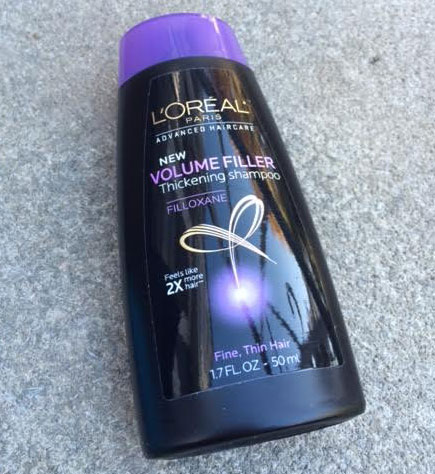 L'ORÉAL
PARIS
ADVANCED HAIRCARE
NEW
VOLUME FILLER
Thickening shampoo
FILLOXANE
Feels like
2X more
hair**
Fine, Thin Hair
1.7 FL. OZ - 50 mL